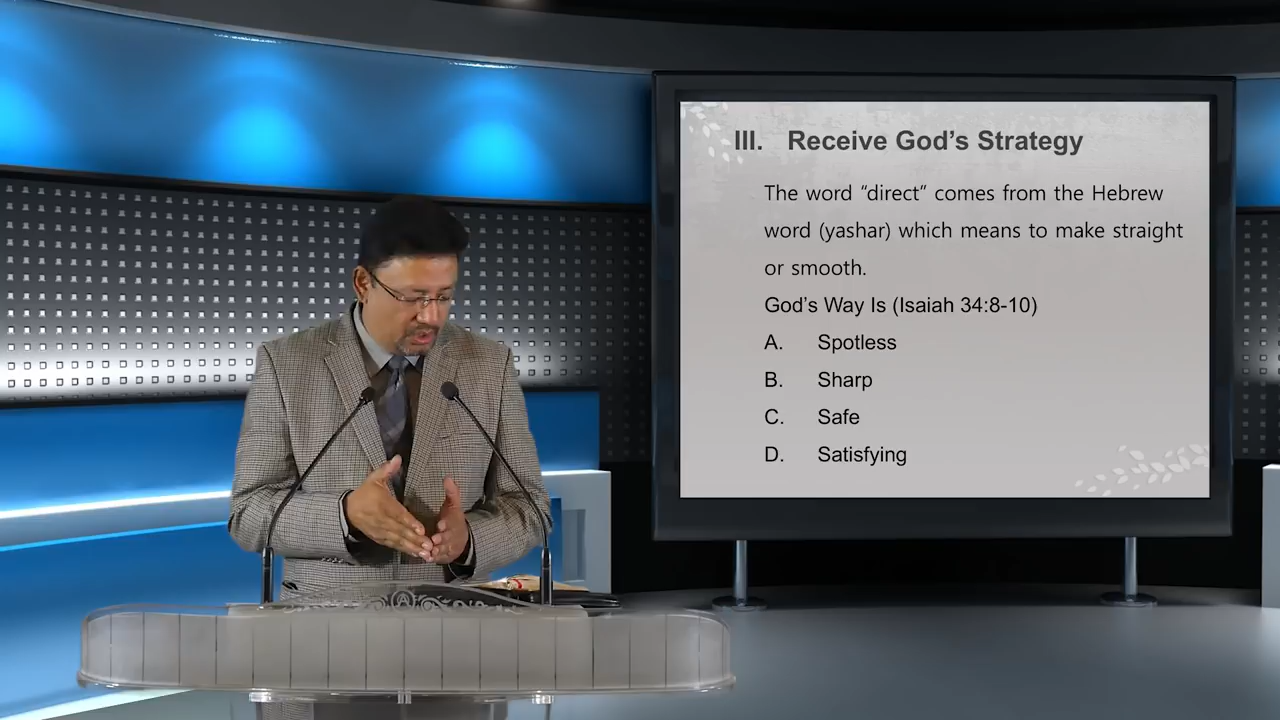 III. Receive God’s Strategy
The word “direct” comes from the Hebrew
word (yashar) which means to make straight
or smooth.
God’s Way Is (Isaiah 34:8-10)
A. Spotless
B. Sharp
C. Safe
D. Satisfying